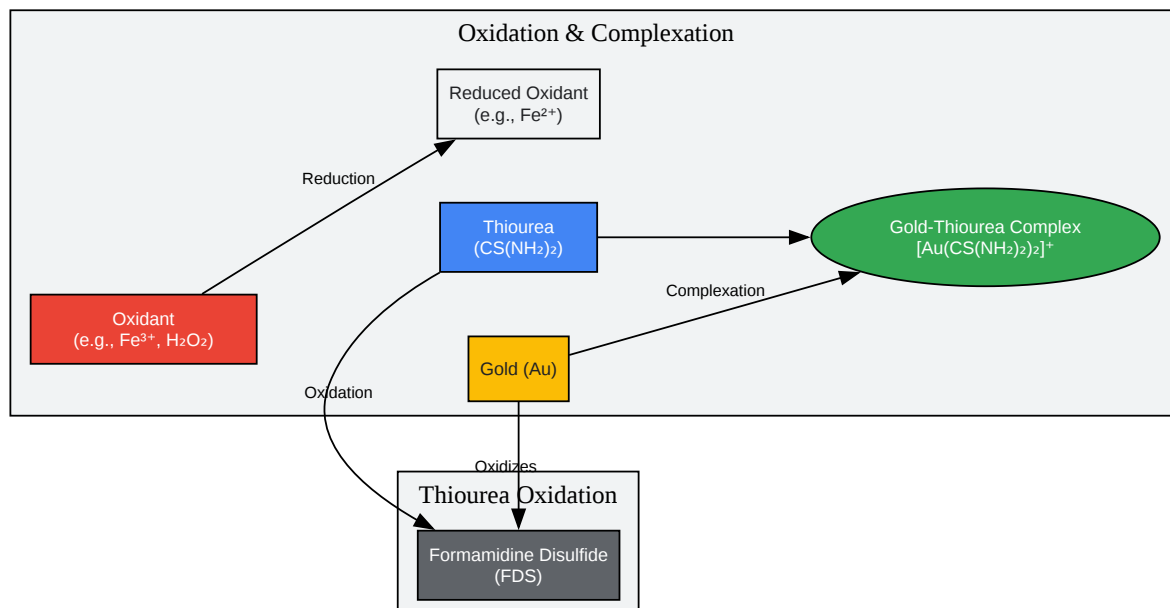 Oxidation & Complexation
Reduced Oxidant
(e.g., Fe²⁺)
Reduction
Thiourea
(CS(NH₂)₂)
Gold-Thiourea Complex
[Au(CS(NH₂)₂)₂]⁺
Complexation
Oxidant
(e.g., Fe³⁺, H₂O₂)
Gold (Au)
Oxidation
Oxidizes
Thiourea Oxidation
Formamidine Disulfide
(FDS)